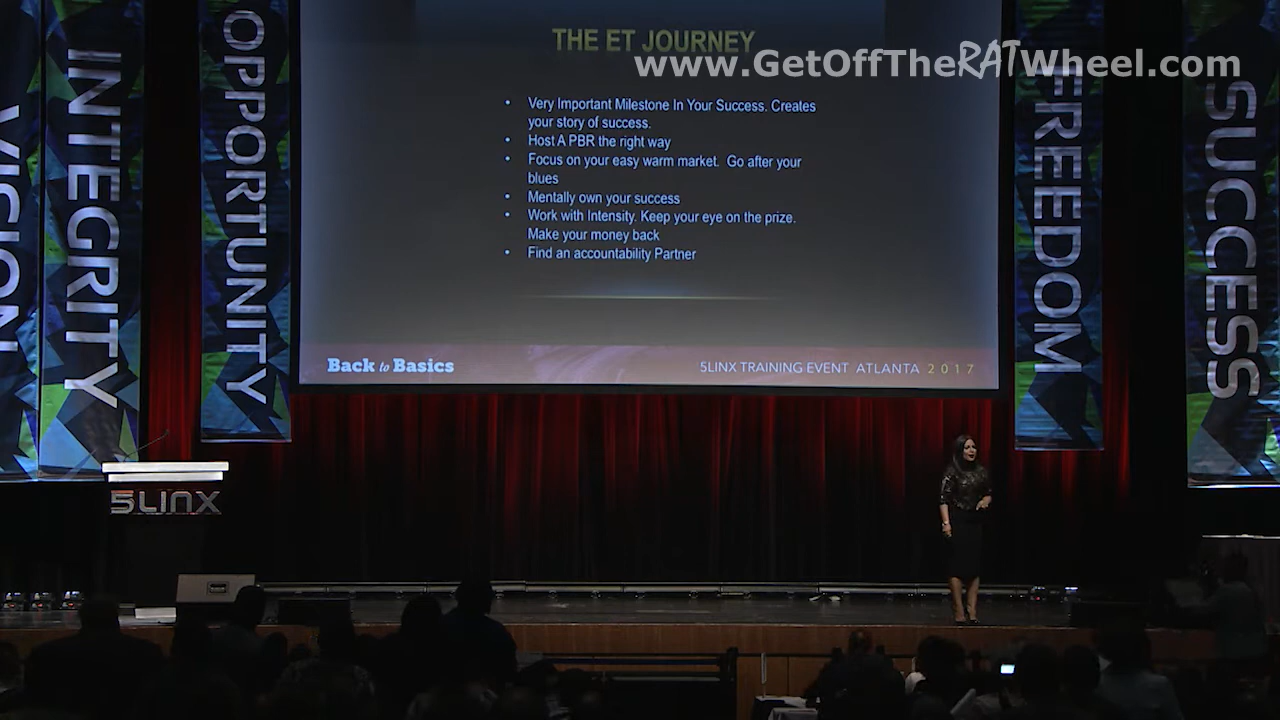 THE ET JOURNEY
www.GetOffTheRATWheel.com
• Very Important Milestone In Your Success. Creates
your story of success.
• Host A PBR the right way
• Focus on your easy warm market. Go after your
blues
• Mentally own your success
• Work with Intensity. Keep your eye on the prize.
Make your money back
• Find an accountability Partner
Back to Basics
5LINX TRAINING EVENT ATLANTA 2017
VISION
INTEGRITY
OPPORTUNITY
FREEDOM
SUCCESS
5LINX